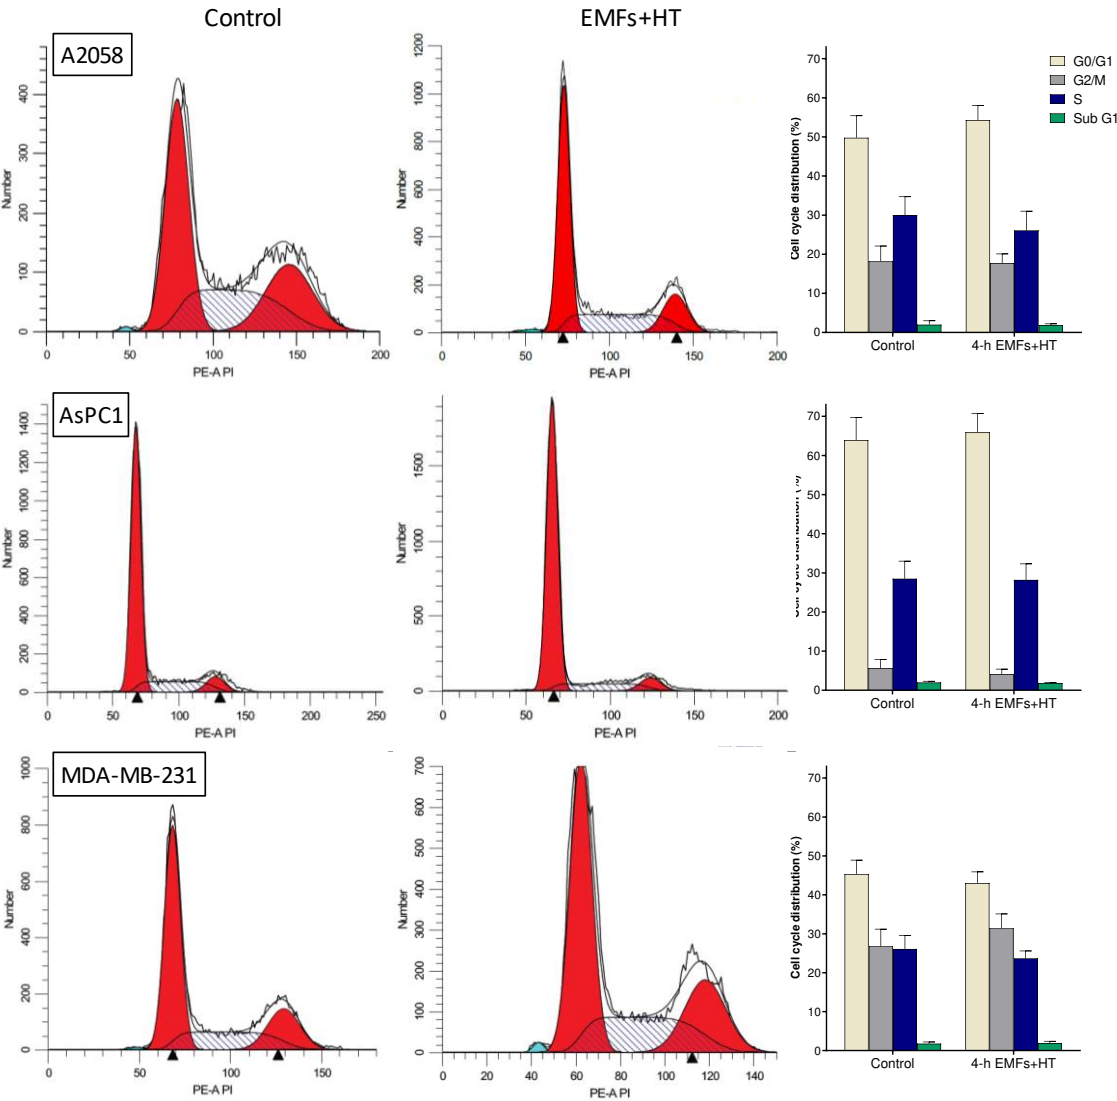 Control
EMFs+HT
A2058
Number
400
300
200
100
0
0 50 100 150 200
PE-A PI
Number
1200
1000
800
600
400
200
0
0 50 100 150 200
PE-A PI
Cell cycle distribution (%)
70
60
50
40
30
20
10
0
Control 4-h EMFs+HT
G0/G1
G2/M
S
Sub G1
AsPC1
Number
1400
1200
1000
800
600
400
200
0
0 50 100 150 200 250
PE-A PI
Number
1500
1000
500
0
0 50 100 150 200
PE-A PI
70
60
50
40
30
20
10
0
Control 4-h EMFs+HT
MDA-MB-231
Number
1000
800
600
400
200
0
0 50 100 150
PE-A PI
Number
700
600
500
400
300
200
100
0
0 20 40 60 80 100 120 140
PE-A PI
Cell cycle distribution (%)
70
60
50
40
30
20
10
0
Control 4-h EMFs+HT